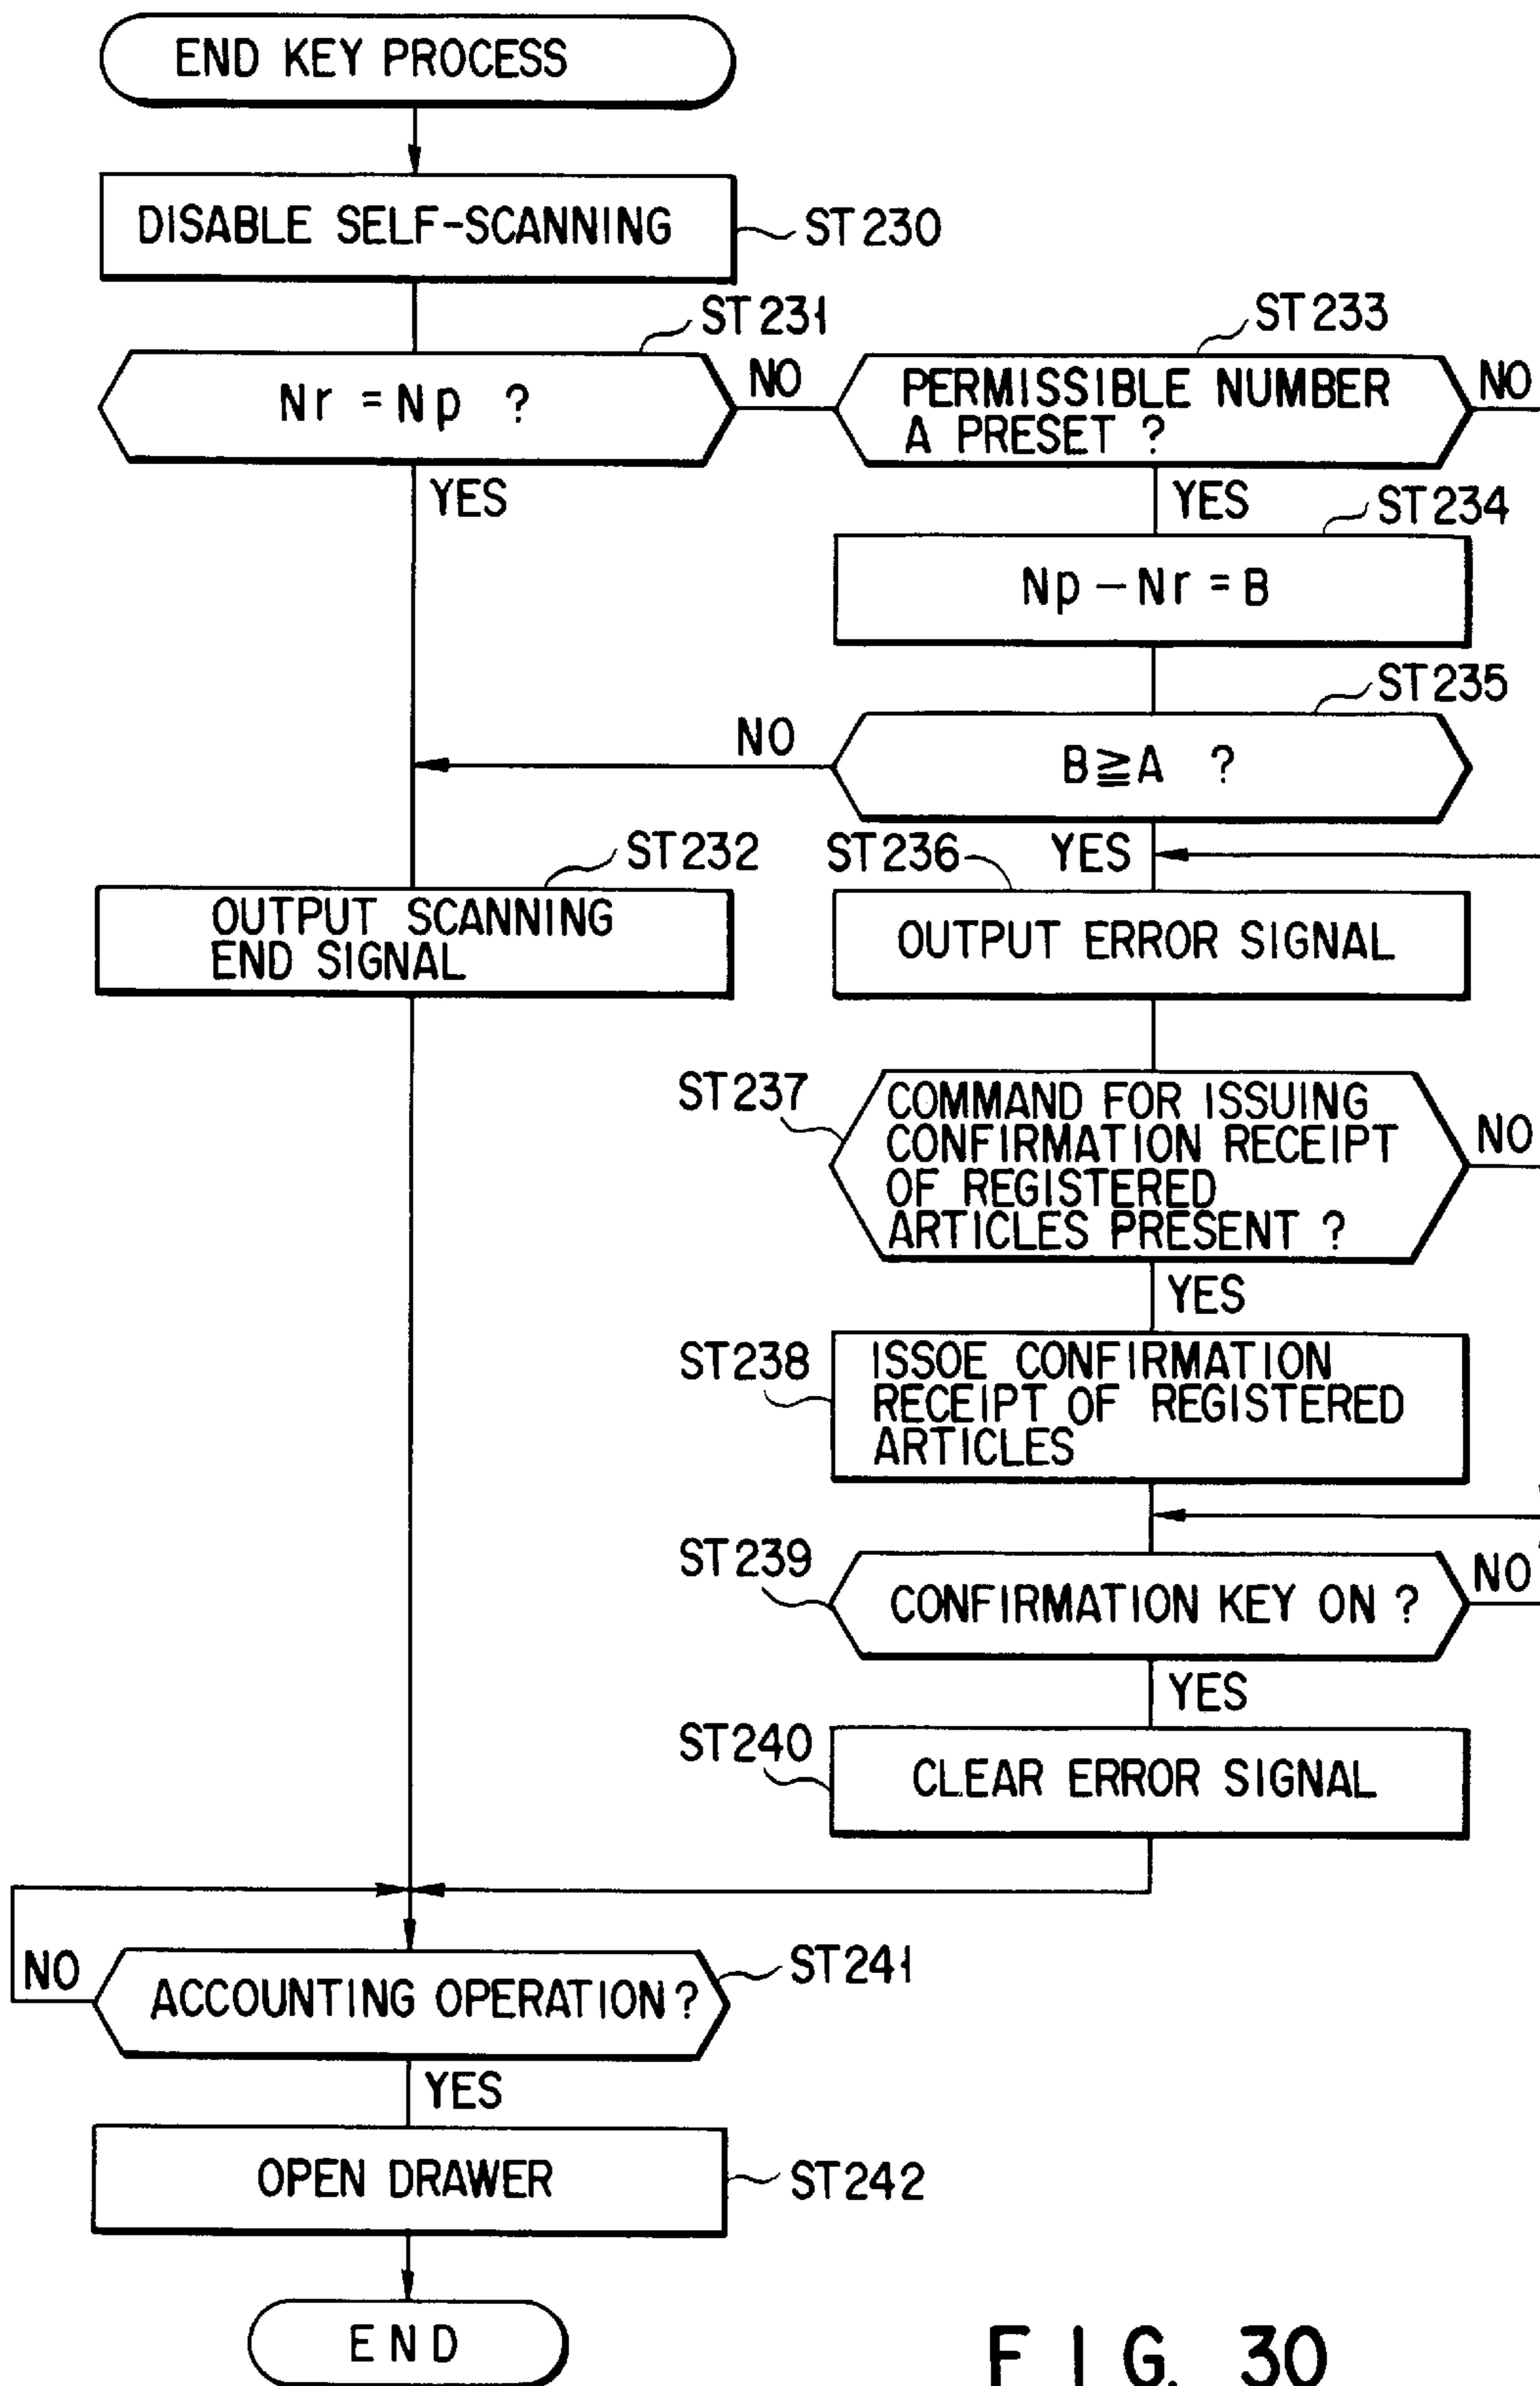 END KEY PROCESS
DISABLE SELF-SCANNING
ST230
ST231
Nr = Np ?
NO
YES
ST233
PERMISSIBLE NUMBER
A PRESET ?
NO
YES
ST234
Np - Nr = B
ST235
B≧A ?
NO
YES
ST232
OUTPUT SCANNING
END SIGNAL
ST236
OUTPUT ERROR SIGNAL
ST237
COMMAND FOR ISSUING
CONFIRMATION RECEIPT
OF REGISTERED
ARTICLES PRESENT ?
NO
YES
ST238
ISSOE CONFIRMATION
RECEIPT OF REGISTERED
ARTICLES
ST239
CONFIRMATION KEY ON ?
NO
YES
ST240
CLEAR ERROR SIGNAL
NO
ACCOUNTING OPERATION ?
ST241
YES
OPEN DRAWER
ST242
END
FIG. 30